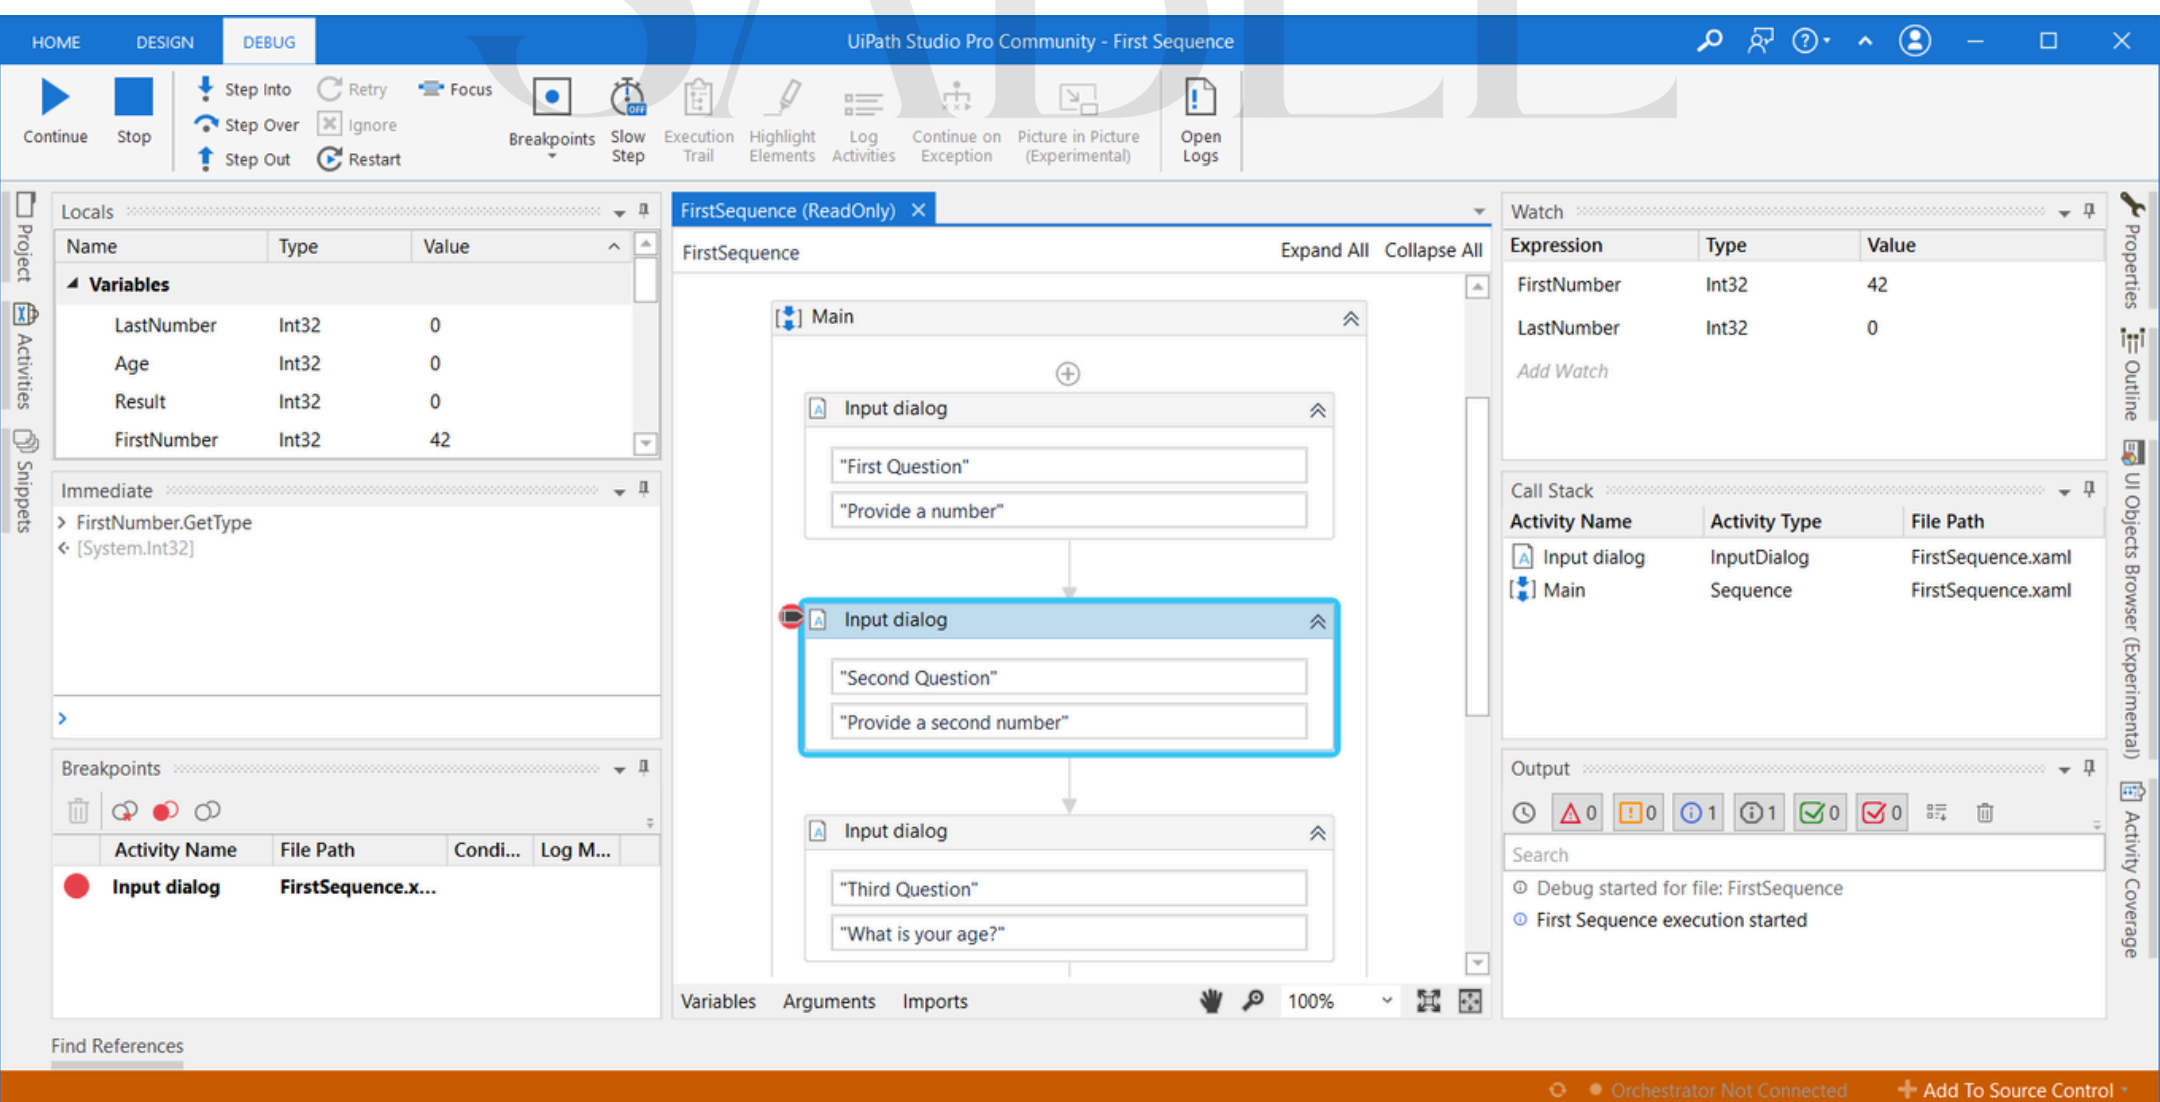 HOME DESIGN DEBUG UiPath Studio Pro Community - First Sequence
Continue
Stop
Step Into
Step Over
Step Out
Retry
Ignore
Restart
Focus
Breakpoints
Slow Step
OFF
Execution Trail
Highlight Elements
Log Activities
Continue on Exception
Picture in Picture (Experimental)
Open Logs
Project
Activities
Snippets
Locals
Name Type Value
Variables
LastNumber Int32 0
Age Int32 0
Result Int32 0
FirstNumber Int32 42
Immediate
> FirstNumber.GetType
[System.Int32]
>
Breakpoints
Activity Name File Path Condi... Log M...
Input dialog FirstSequence.x...
Find References
FirstSequence (ReadOnly)
FirstSequence Expand All Collapse All
Main
Input dialog
"First Question"
"Provide a number"
Input dialog
"Second Question"
"Provide a second number"
Input dialog
"Third Question"
"What is your age?"
Variables Arguments Imports 100%
Watch
Expression Type Value
FirstNumber Int32 42
LastNumber Int32 0
Add Watch
Call Stack
Activity Name Activity Type File Path
Input dialog InputDialog FirstSequence.xaml
Main Sequence FirstSequence.xaml
Output
0 0 1 1 0 0
Search
Debug started for file: FirstSequence
First Sequence execution started
Properties
Outline
UI Objects Browser (Experimental)
Activity Coverage
Orchestrator Not Connected Add To Source Control